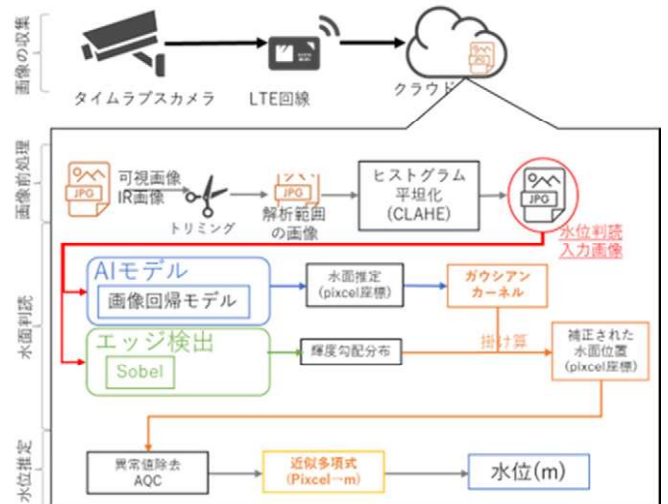 画像の収集
タイムラプスカメラ
LTE回線
クラウド
画像前処理
JPG
可視画像
IR画像
トリミング
JPG
解析範囲
の画像
ヒストグラム
平坦化
(CLAHE)
JPG
水位判読
入力画像
水面判読
AIモデル
画像回帰モデル
水面推定
(pixcel座標)
ガウシアン
カーネル
エッジ検出
Sobel
輝度勾配分布
掛け算
補正された
水面位置
(pixcel座標)
水位推定
異常値除去
AQC
近似多項式
(Pixcel→m)
水位(m)